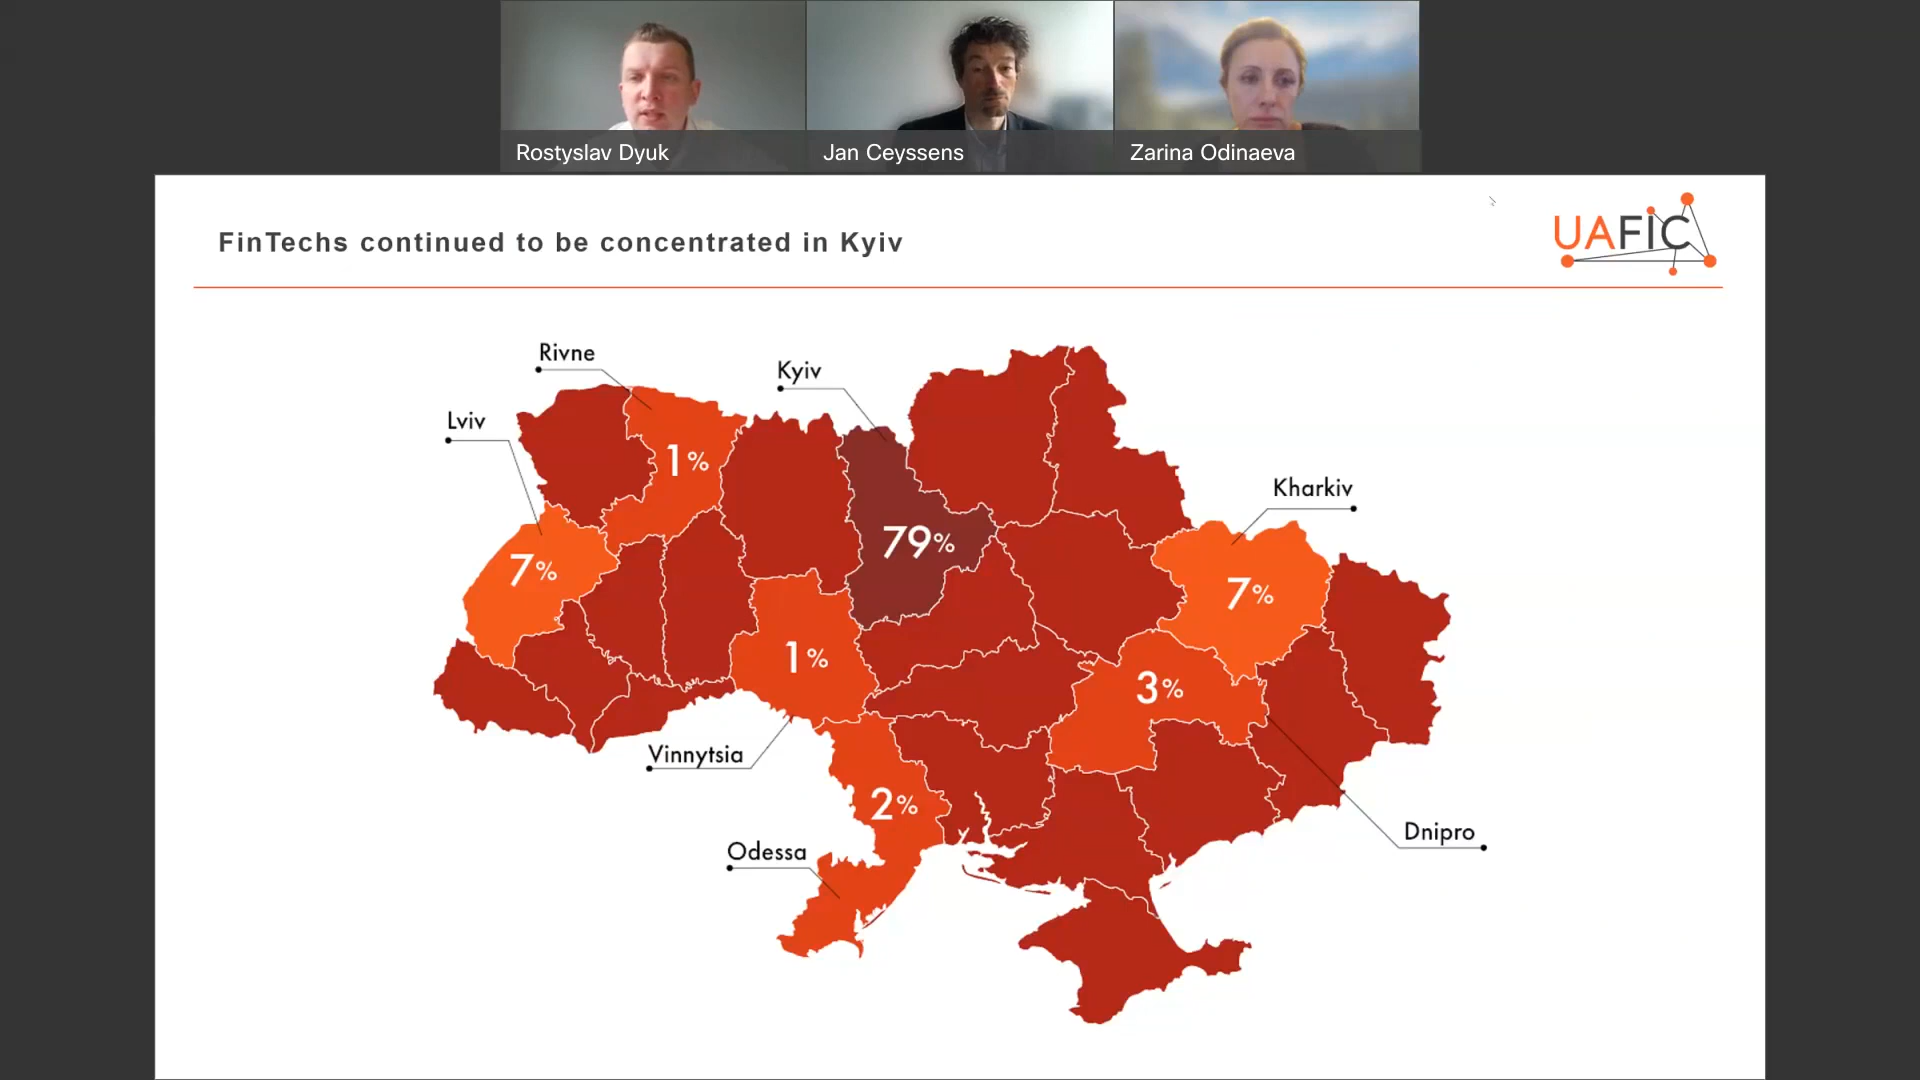 Rostyslav Dyuk
Jan Ceyssens
Zarina Odinaeva
FinTechs continued to be concentrated in Kyiv
UAFIC
Rivne
Kyiv
Lviv
1%
Kharkiv
79%
7%
7%
1%
3%
Vinnytsia
2%
Dnipro
Odessa